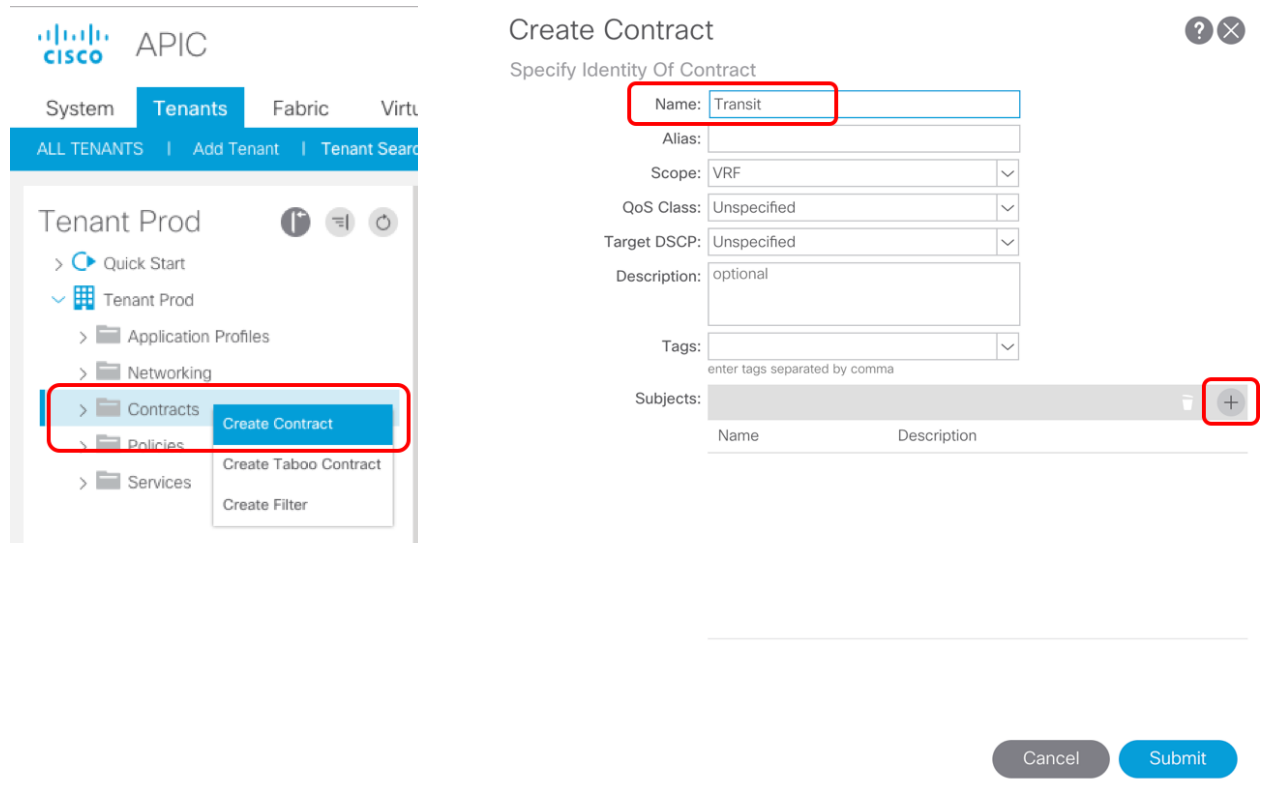 CISCO APIC
System Tenants Fabric Virtu
ALL TENANTS | Add Tenant | Tenant Searc
Tenant Prod
Quick Start
Tenant Prod
Application Profiles
Networking
Contracts
Policies
Services
Create Contract
Create Taboo Contract
Create Filter
Create Contract
Specify Identity Of Contract
Name: Transit
Alias:
Scope: VRF
QoS Class: Unspecified
Target DSCP: Unspecified
Description: optional
Tags:
enter tags separated by comma
Subjects:
Name Description
Cancel Submit